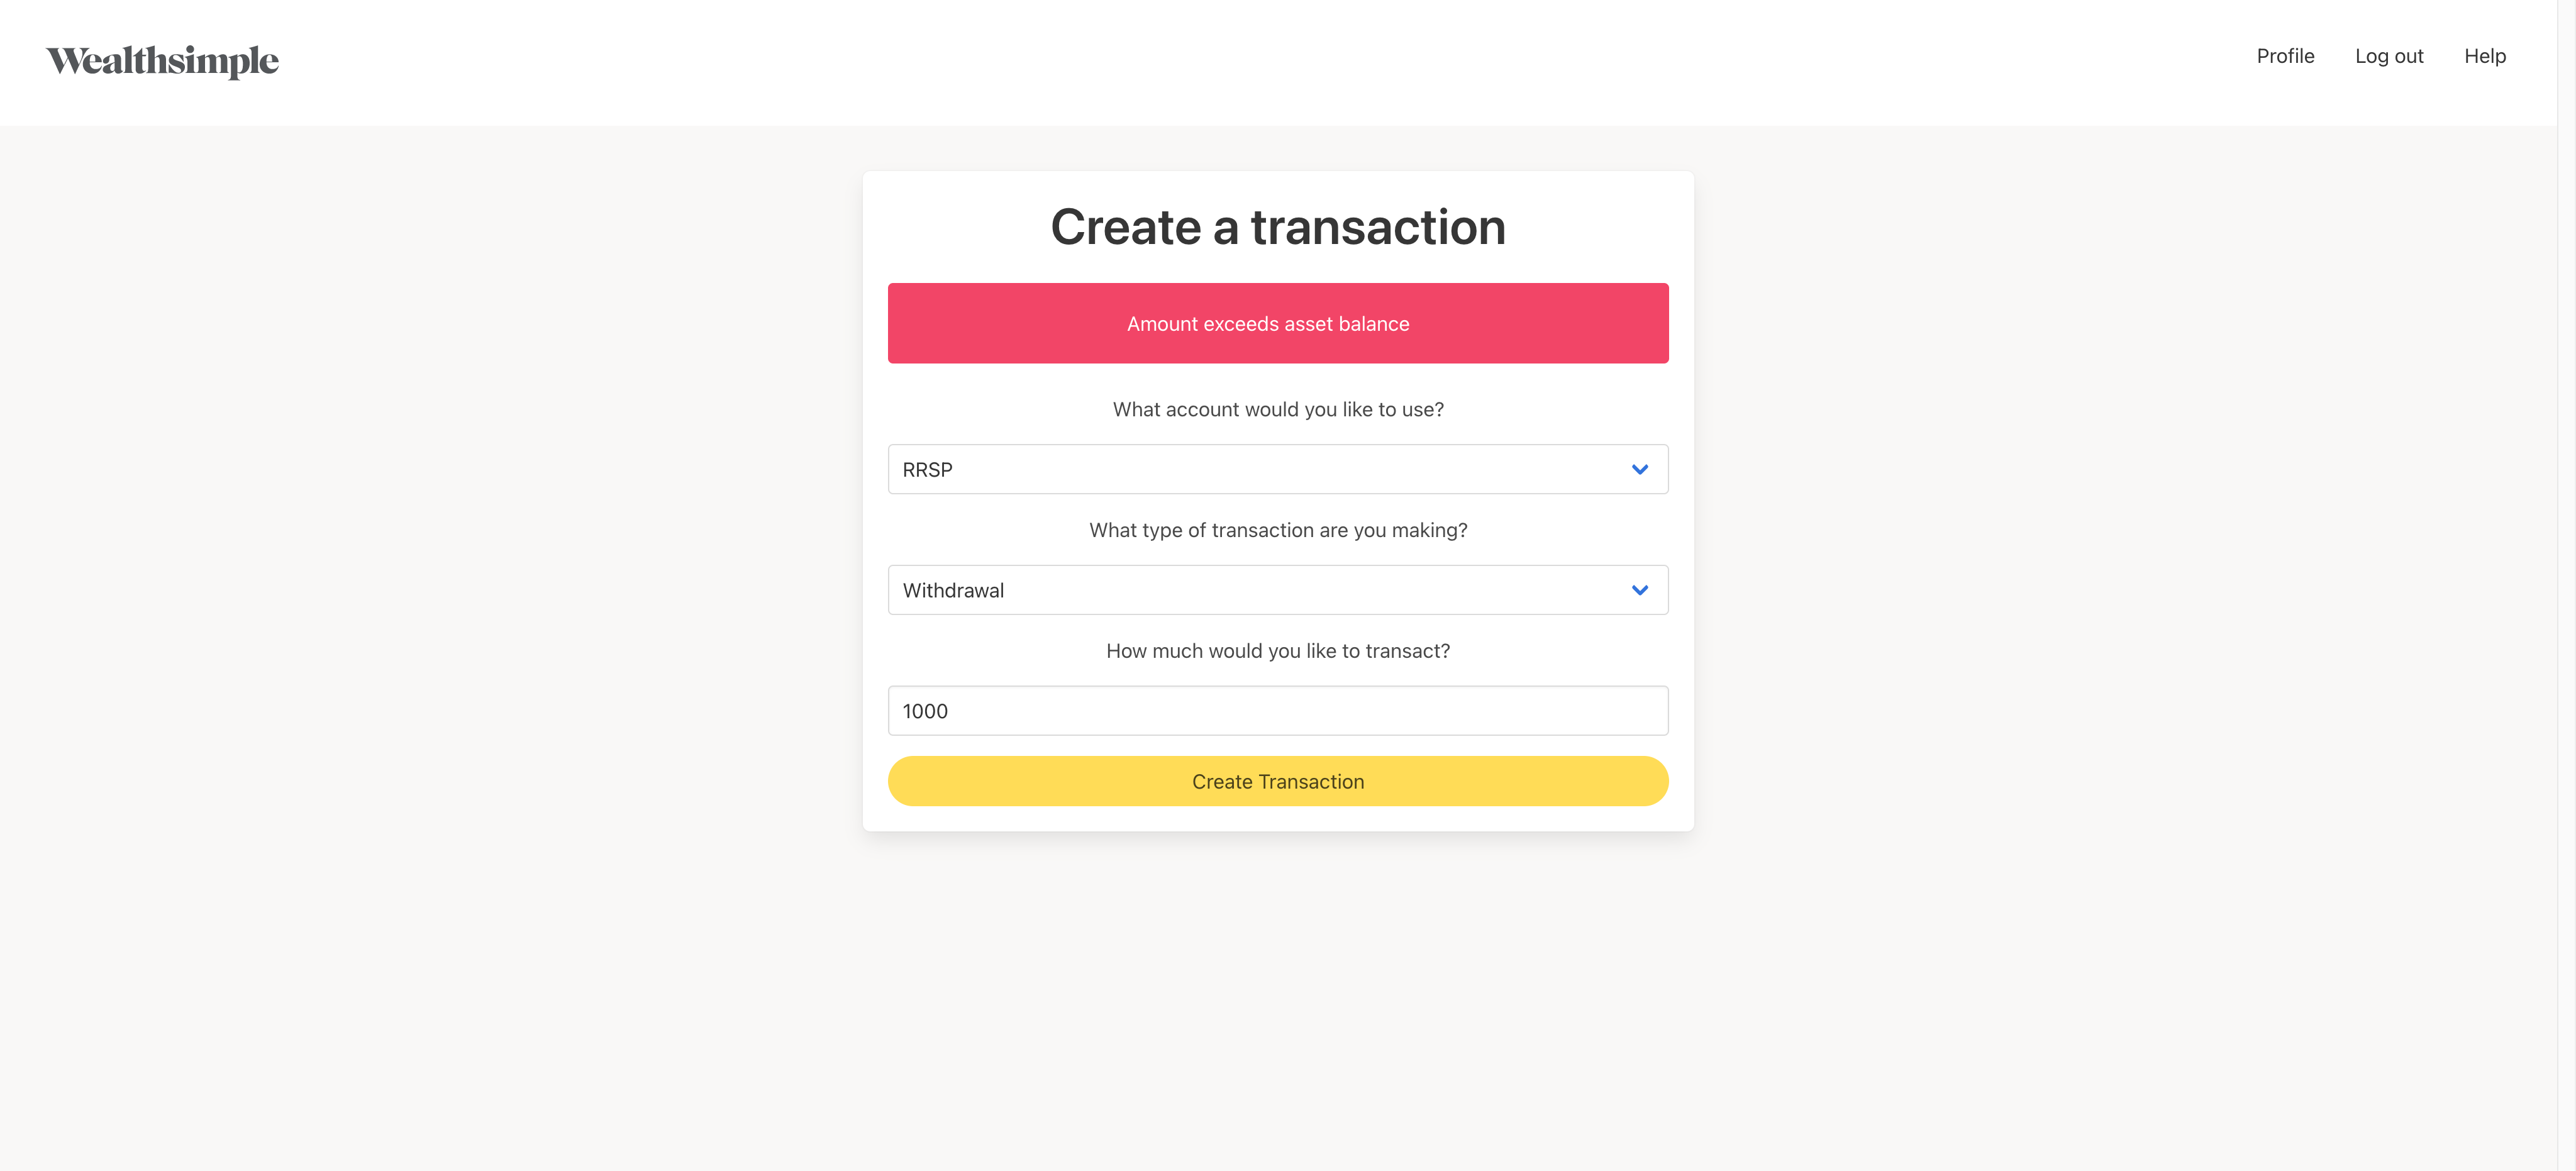 Wealthsimple
Profile Log out Help
Create a transaction
Amount exceeds asset balance
What account would you like to use?
RRSP
What type of transaction are you making?
Withdrawal
How much would you like to transact?
1000
Create Transaction